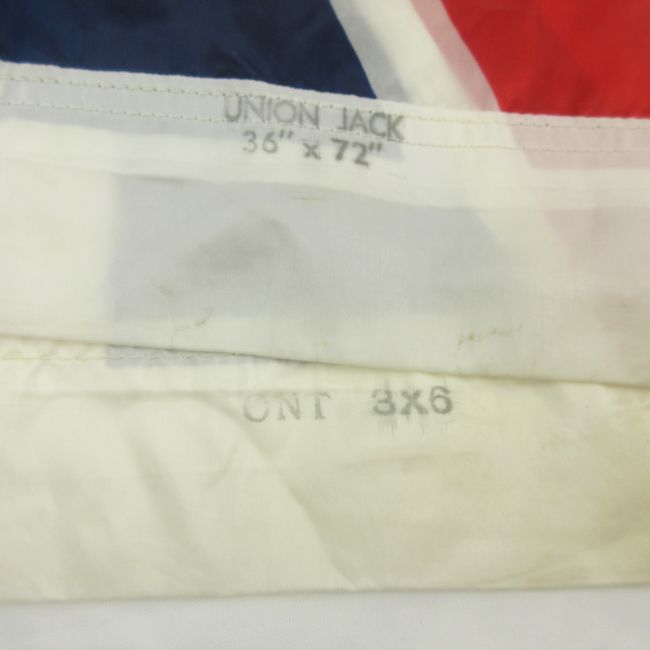 UNION JACK
36" x 72"
ONT 3X6